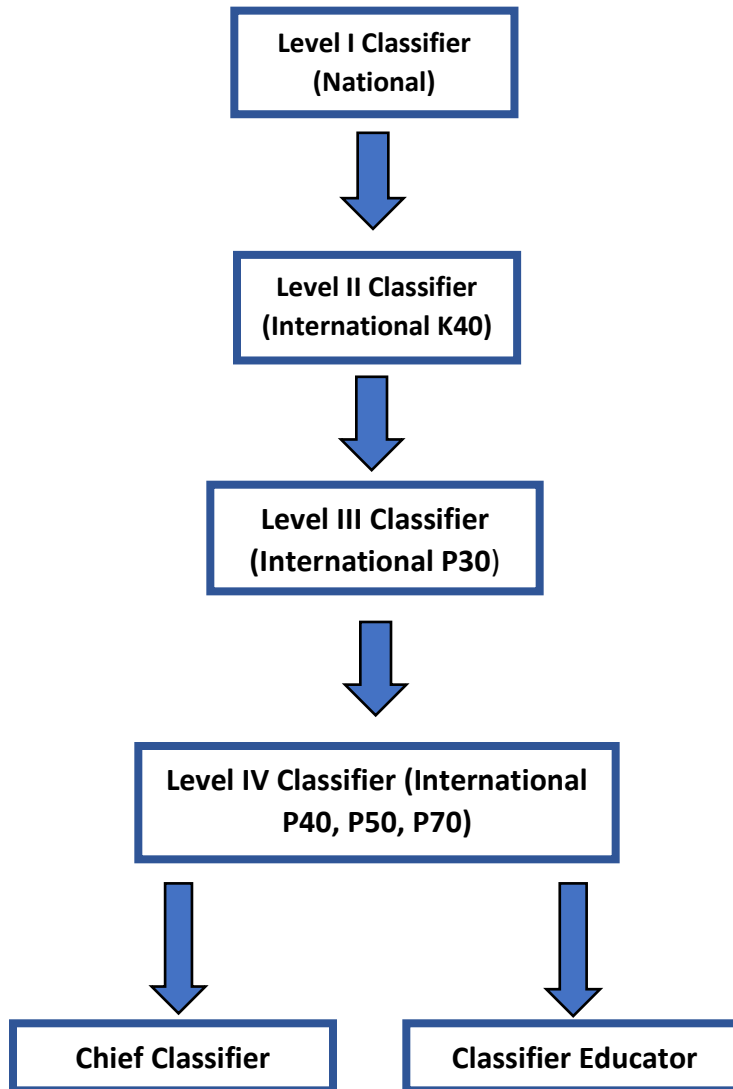 Level I Classifier
(National)
Level II Classifier
(International K40)
Level III Classifier
(International P30)
Level IV Classifier (International
P40, P50, P70)
Chief Classifier
Classifier Educator